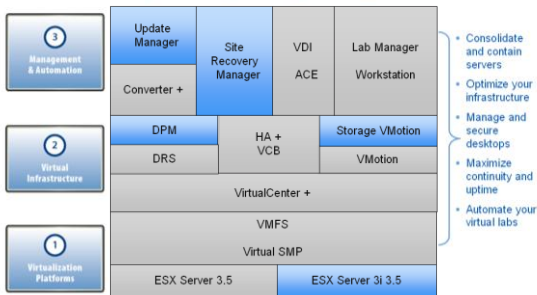 3
Management
& Automation
2
Virtual
Infrastructure
1
Virtualization
Platforms
Update
Manager
Converter +
Site
Recovery
Manager
VDI
ACE
Lab Manager
Workstation
DPM
DRS
HA +
VCB
Storage VMotion
VMotion
VirtualCenter +
VMFS
Virtual SMP
ESX Server 3.5
ESX Server 3i 3.5
• Consolidate
and contain
servers
• Optimize your
infrastructure
• Manage and
secure
desktops
• Maximize
continuity and
uptime
• Automate your
virtual labs